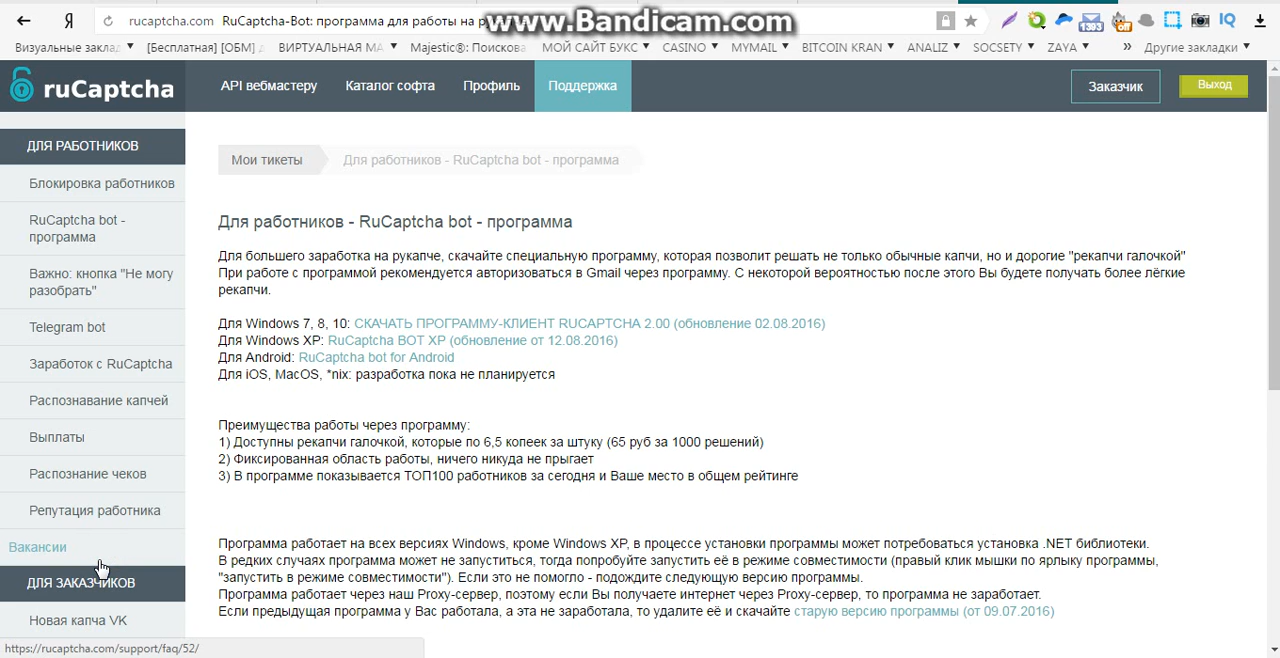 Я
rucaptcha.com RuCaptcha-Bot: программа для работы на
www.Bandicam.com
1393
Off
IQ
Визуальные заклад
[Бесплатная] [ОБМ]
ВИРТУАЛЬНАЯ МА
Majestic®: Поискова
МОЙ САЙТ БУКС
CASINO
MYMAIL
BITCOIN KRAN
ANALIZ
SOCSETY
ZAYA
»
Другие закладки
ruCaptcha
API вебмастеру
Каталог софта
Профиль
Поддержка
Заказчик
Выход
ДЛЯ РАБОТНИКОВ
Блокировка работников
RuCaptcha bot -
программа
Важно: кнопка "Не могу
разобрать"
Telegram bot
Заработок с RuCaptcha
Распознавание капчей
Выплаты
Распознание чеков
Репутация работника
Вакансии
ДЛЯ ЗАКАЗЧИКОВ
Новая капча VK
https://rucaptcha.com/support/faq/52/
Мои тикеты
Для работников - RuCaptcha bot - программа
Для работников - RuCaptcha bot - программа
Для большего заработка на рукапче, скачайте специальную программу, которая позволит решать не только обычные капчи, но и дорогие "рекапчи галочкой"
При работе с программой рекомендуется авторизоваться в Gmail через программу. С некоторой вероятностью после этого Вы будете получать более лёгкие
рекапчи.
Для Windows 7, 8, 10: СКАЧАТЬ ПРОГРАММУ-КЛИЕНТ RUCAPTCHA 2.00 (обновление 02.08.2016)
Для Windows XP: RuCaptcha BOT XP (обновление от 12.08.2016)
Для Android: RuCaptcha bot for Android
Для iOS, MacOS, *nix: разработка пока не планируется
Преимущества работы через программу:
1) Доступны рекапчи галочкой, которые по 6,5 копеек за штуку (65 руб за 1000 решений)
2) Фиксированная область работы, ничего никуда не прыгает
3) В программе показывается ТОП100 работников за сегодня и Ваше место в общем рейтинге
Программа работает на всех версиях Windows, кроме Windows XP, в процессе установки программы может потребоваться установка .NET библиотеки.
В редких случаях программа может не запуститься, тогда попробуйте запустить её в режиме совместимости (правый клик мышки по ярлыку программы,
"запустить в режиме совместимости"). Если это не помогло - подождите следующую версию программы.
Программа работает через наш Proxy-сервер, поэтому если Вы получаете интернет через Proxy-сервер, то программа не заработает.
Если предыдущая программа у Вас работала, а эта не заработала, то удалите её и скачайте старую версию программы (от 09.07.2016)